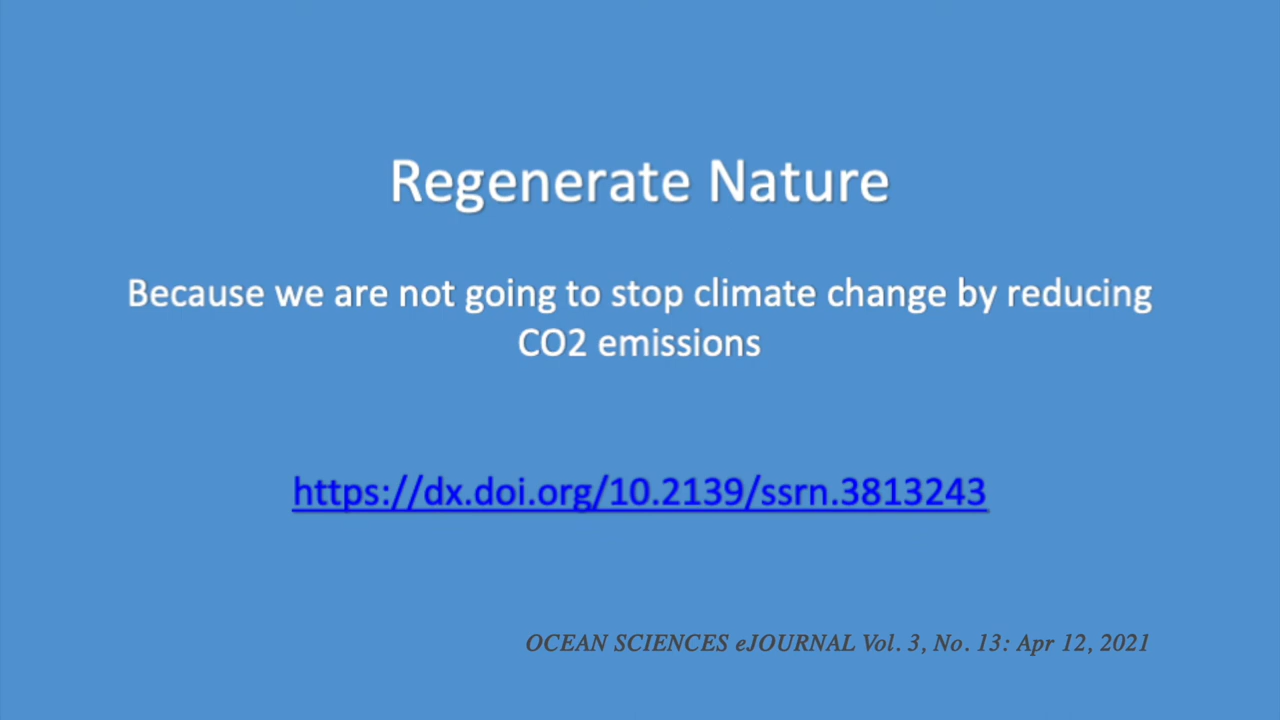 Regenerate Nature
Because we are not going to stop climate change by reducing
CO2 emissions
https://dx.doi.org/10.2139/ssrn.3813243
OCEAN SCIENCES eJOURNAL Vol. 3, No. 13: Apr 12, 2021